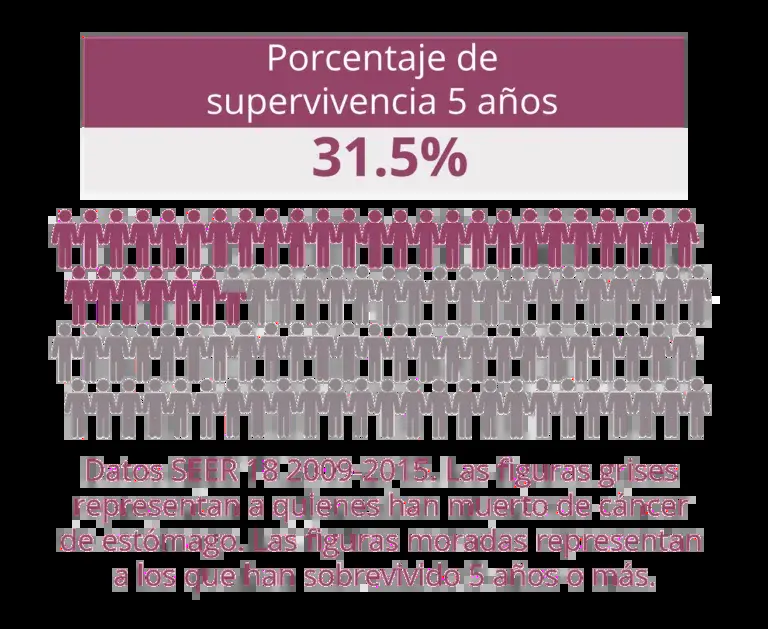 Porcentaje de
supervivencia 5 años
31.5%
Datos SEER 18 2009-2015. Las figuras grises
representan a quienes han muerto de cáncer
de estómago. Las figuras moradas representan
a los que han sobrevivido 5 años o más.